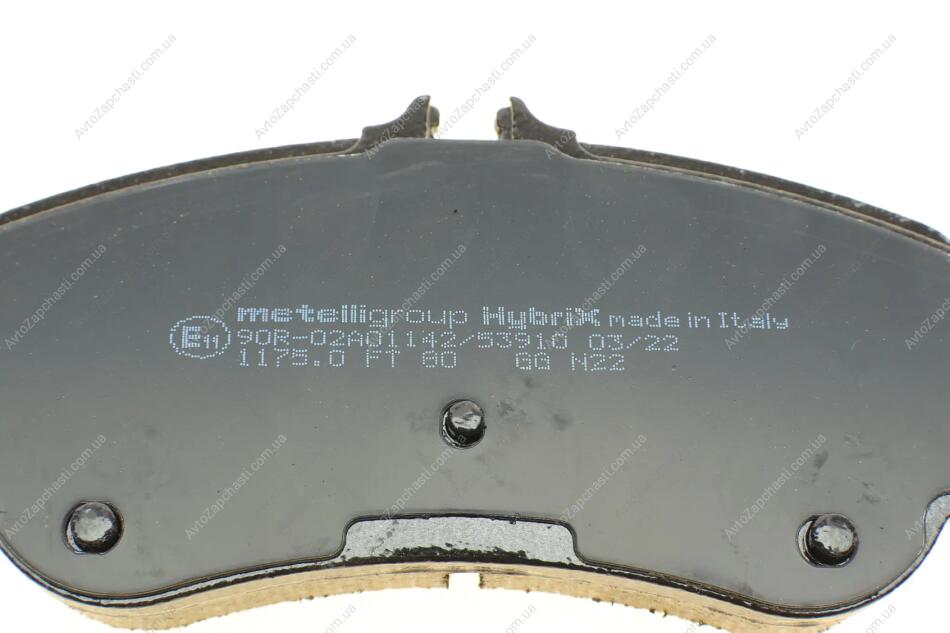 metelligroup HybriX made in Italy
E11 90R-02A01142/53910 03/22
1175.0 FT 80 GQ N22
AvtoZapchasti.com.ua